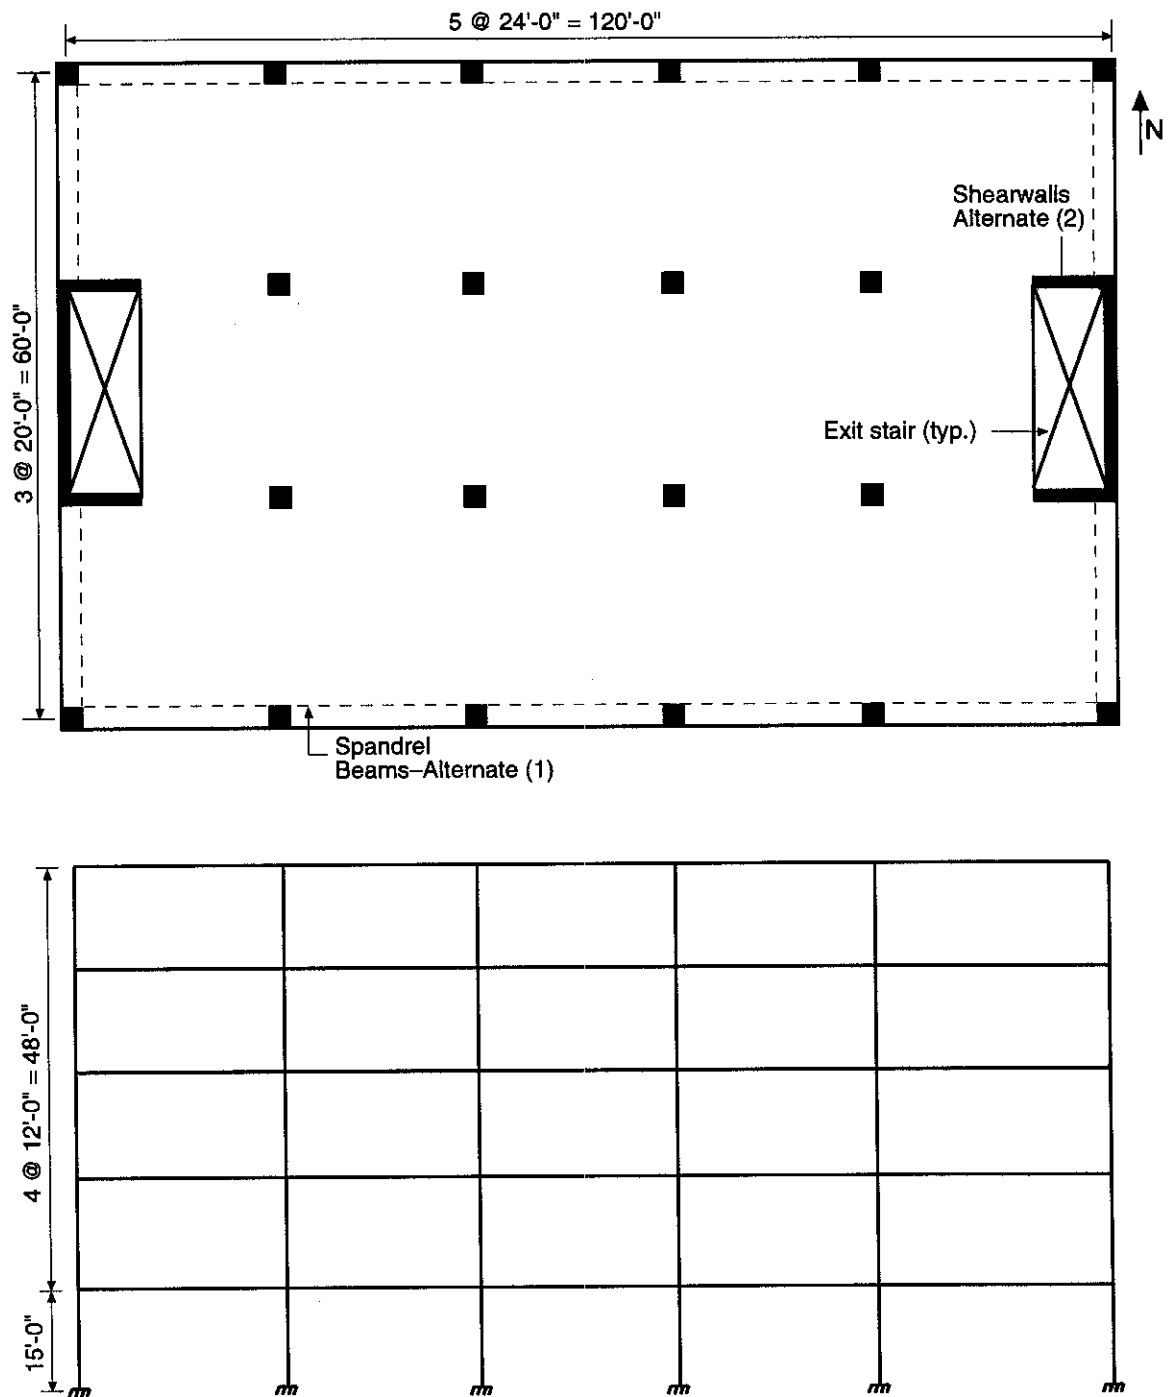 5 @ 24'-0" = 120'-0"
N
Shearwalls
Alternate (2)
3 @ 20'-0" = 60'-0"
Exit stair (typ.)
Spandrel
Beams–Alternate (1)
4 @ 12'-0" = 48'-0"
15'-0"